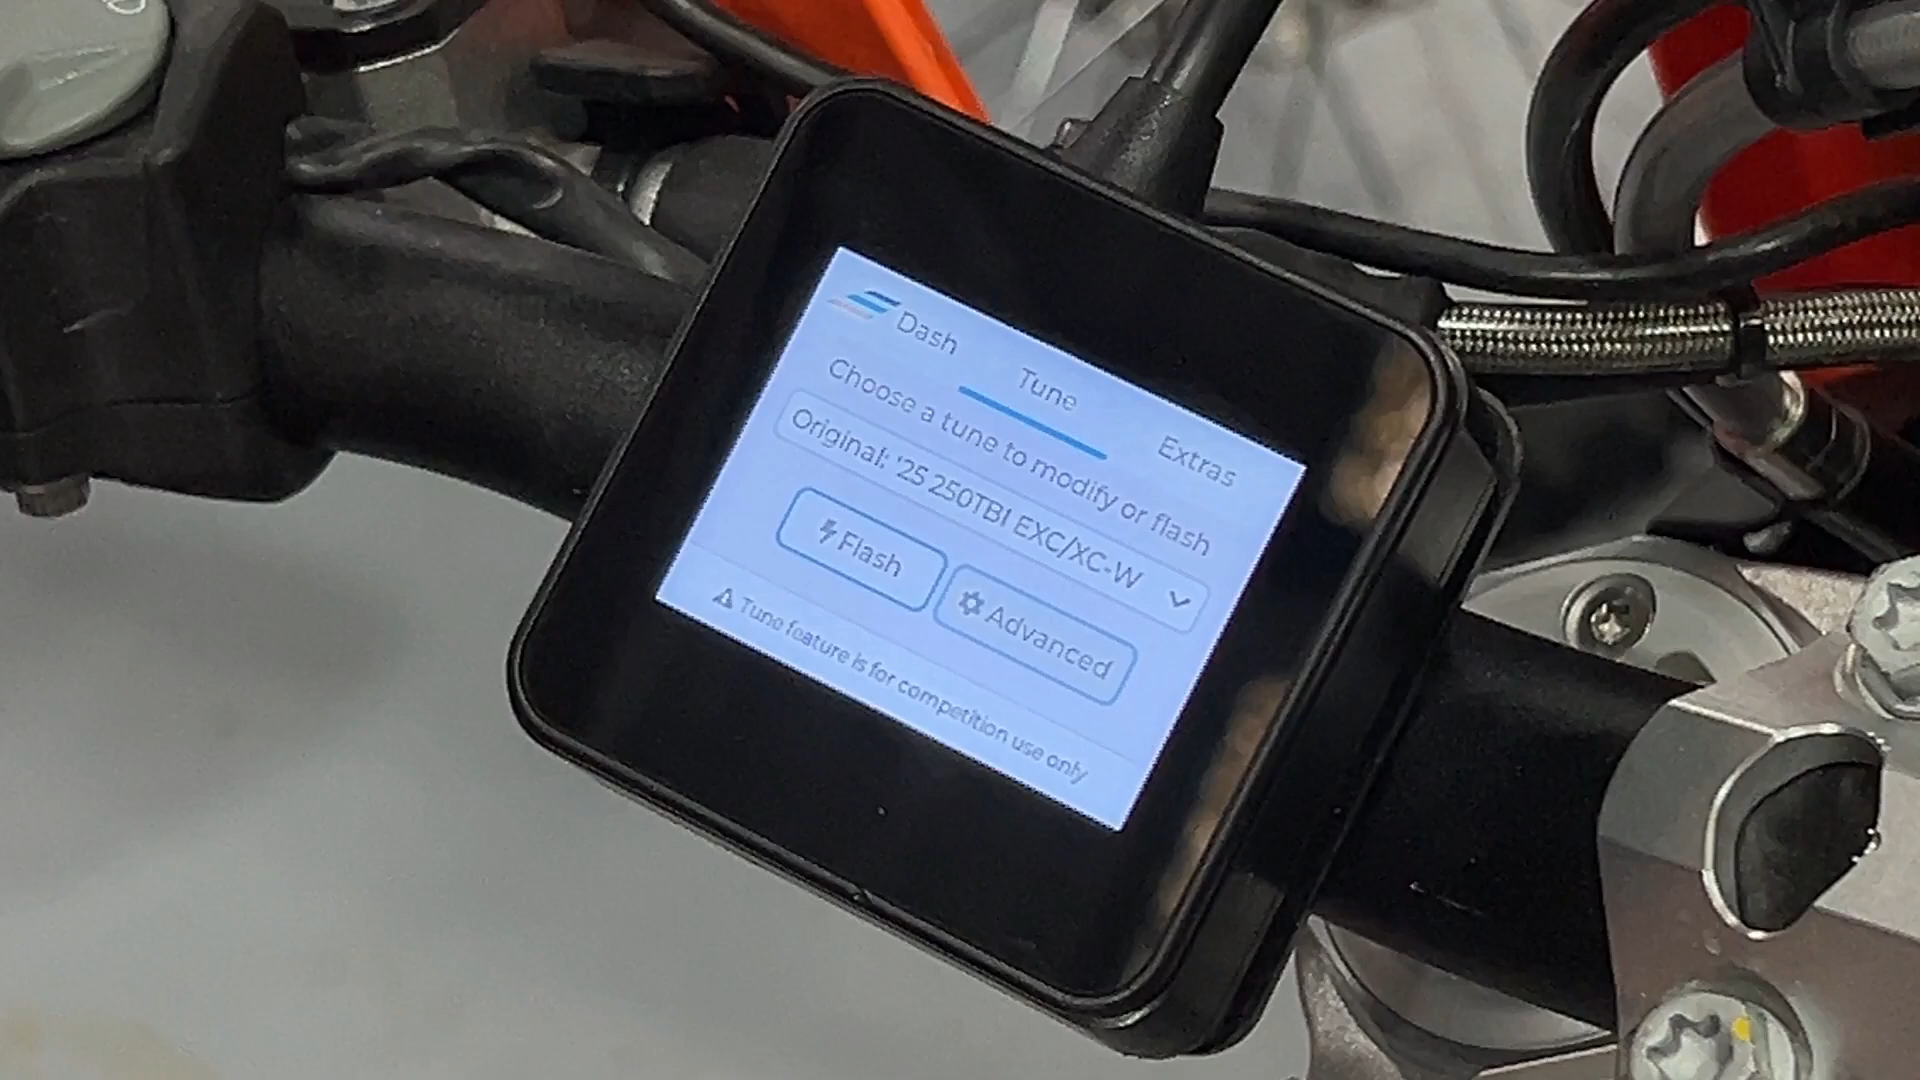 Dash Tune Extras
Choose a tune to modify or flash
Original: '25 250TBI EXC/XC-W
Flash Advanced
Tune feature is for competition use only